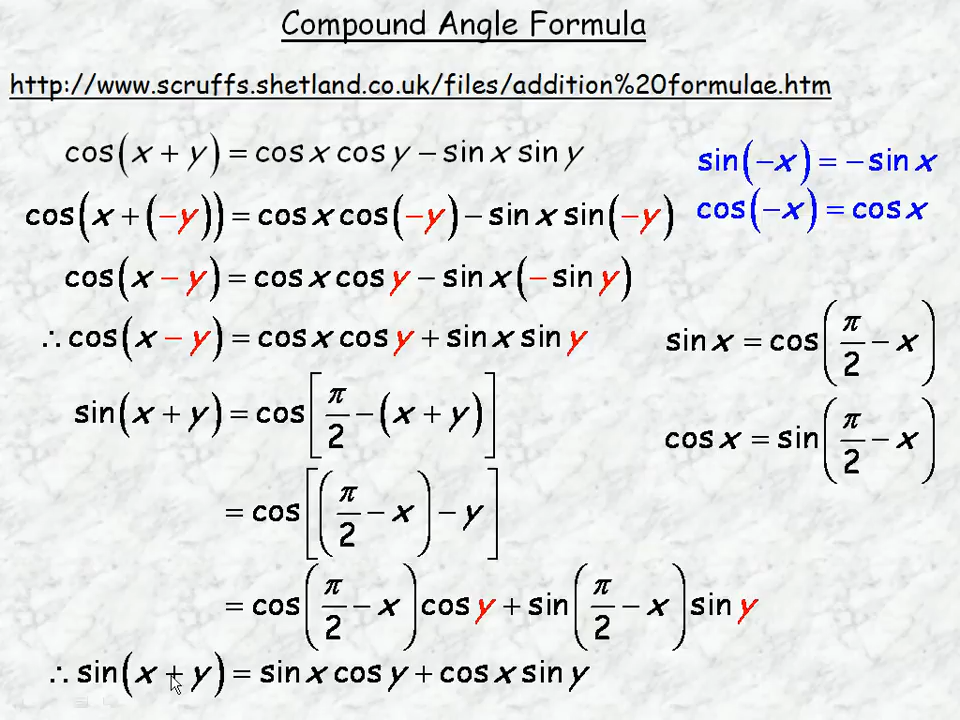 Compound Angle Formula
http://www.scruffs.shetland.co.uk/files/addition%20formulae.htm
cos(x + y) = cos x cos y − sin x sin y
sin(−x) = − sin x
cos(x + (−y)) = cos x cos(−y) − sin x sin(−y)
cos(−x) = cos x
cos(x − y) = cos x cos y − sin x(− sin y)
∴ cos(x − y) = cos x cos y + sin x sin y
sin x = cos(π/2 − x)
sin(x + y) = cos[π/2 − (x + y)]
cos x = sin(π/2 − x)
= cos[(π/2 − x) − y]
= cos(π/2 − x) cos y + sin(π/2 − x) sin y
∴ sin(x + y) = sin x cos y + cos x sin y